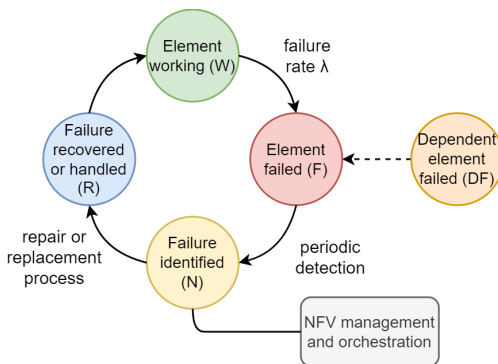 Element
working (W)
failure
rate λ
Failure
recovered
or handled
(R)
Element
failed (F)
Dependent
element
failed (DF)
repair or
replacement
process
Failure
identified
(N)
periodic
detection
NFV management
and orchestration